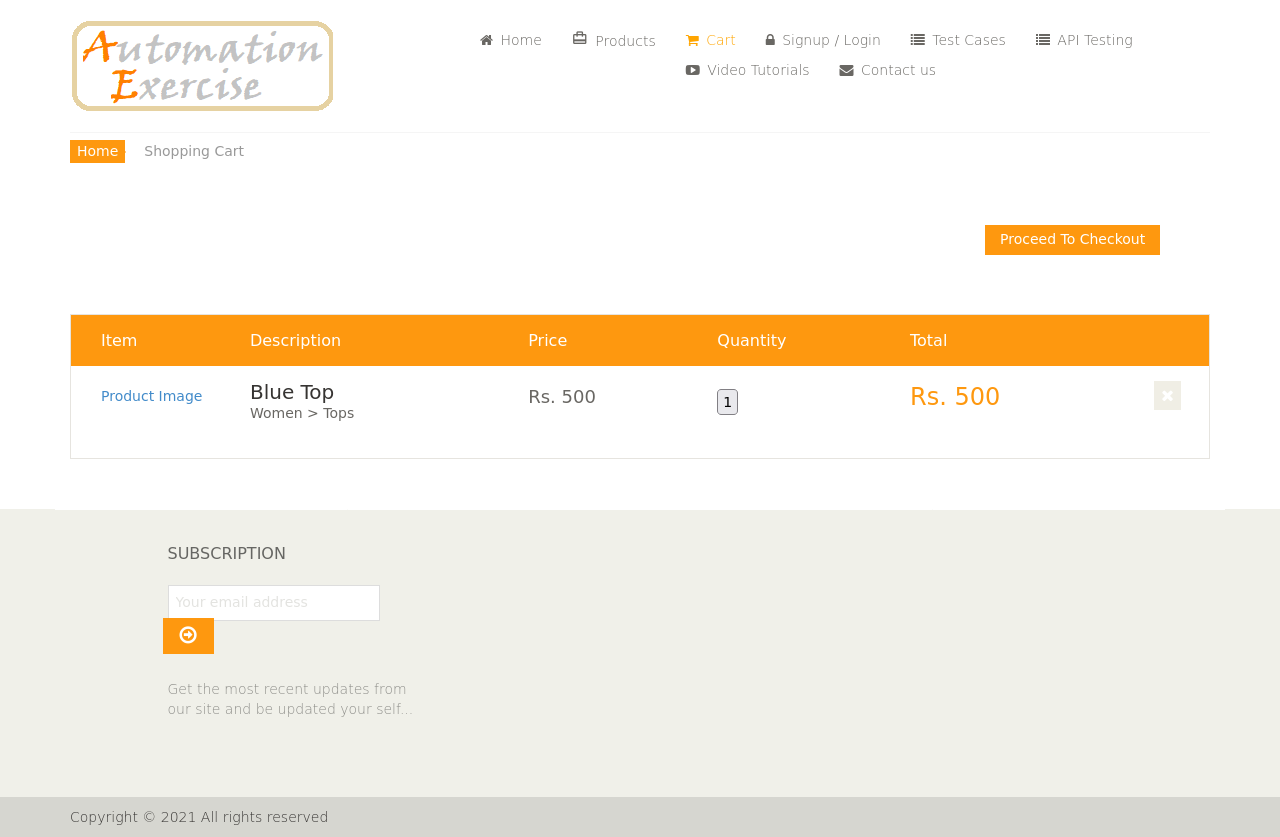 Automation
Exercise
Home
Products
Cart
Signup / Login
Test Cases
API Testing
Video Tutorials
Contact us
Home
Shopping Cart
Proceed To Checkout
Item Description Price Quantity Total
Product Image
Blue Top
Women > Tops
Rs. 500
1
Rs. 500
SUBSCRIPTION
Your email address
Get the most recent updates from
our site and be updated your self...
Copyright © 2021 All rights reserved